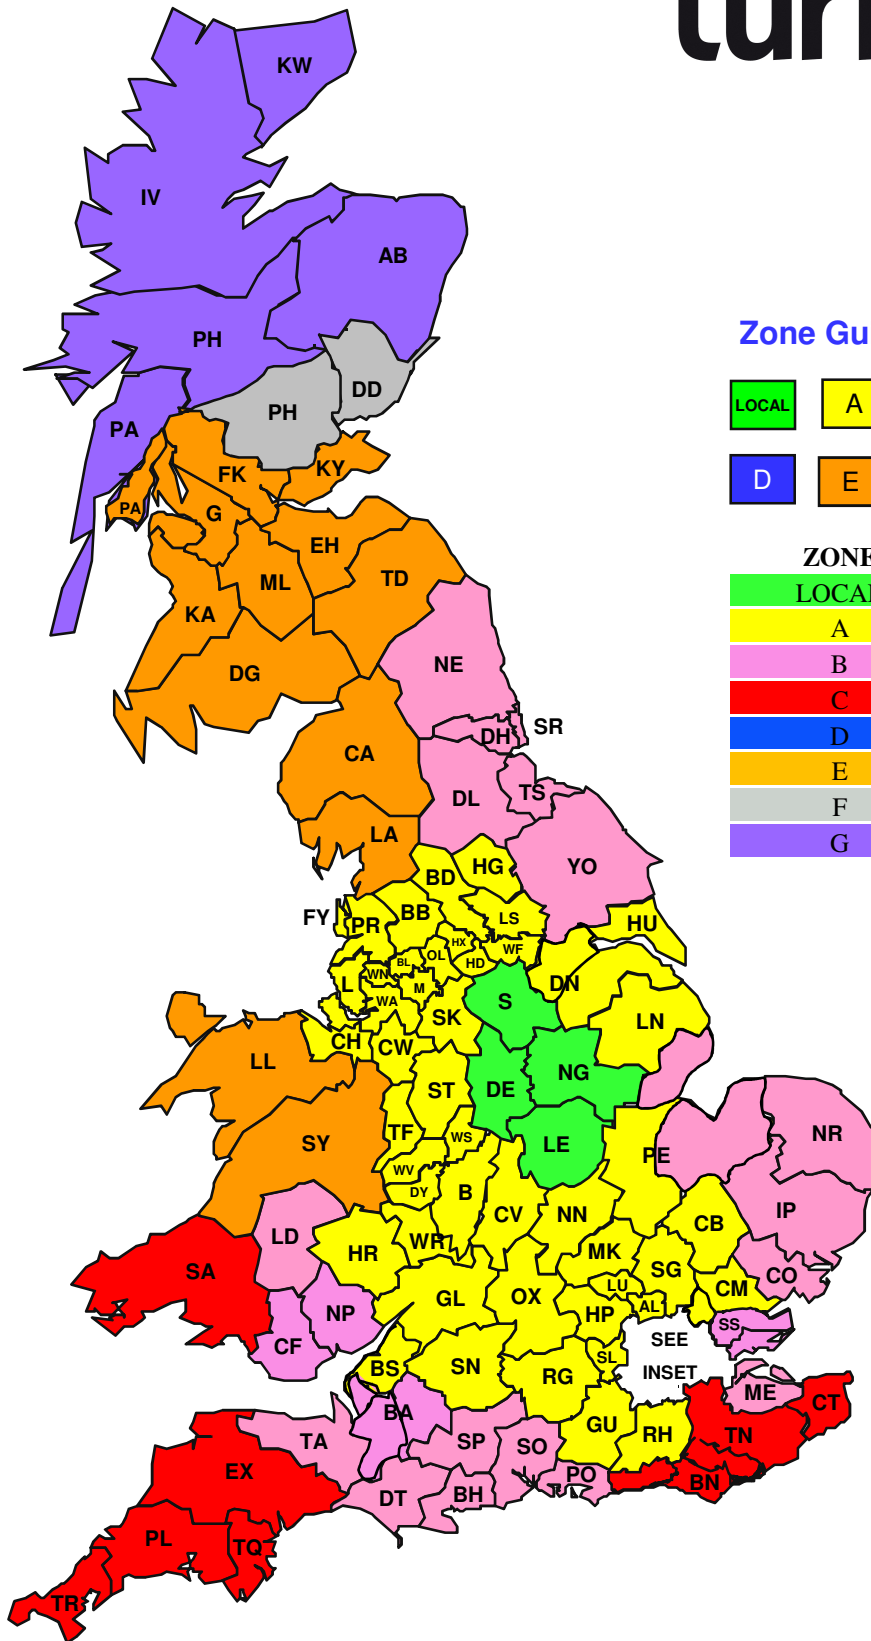 turn
KW
IV
AB
PH
Zone Gu
DD
LOCAL A
PH
PA
KY
FK
D E
PA
G
EH
ZONE
ML
TD
LOCAL
KA
A
NE
B
DG
C
SR
DH
D
CA
E
TS
DL
F
LA
G
HG
YO
BD
BB
FY
PR
LS
HU
HX
WF
OL
BL
HD
WN
L
M
DN
WA
S
SK
LN
CH
CW
LL
NG
ST
DE
TF
WS
NR
SY
LE
PE
WV
DY
B
IP
CV
NN
CB
LD
WR
HR
MK
SA
SG
CO
LU
CM
GL
OX
AL
NP
HP
SS
SEE
CF
SL
BS
SN
INSET
RG
ME
CT
BA
GU
RH
TN
TA
SP
SO
EX
PO
BN
BH
DT
PL
TQ
TR